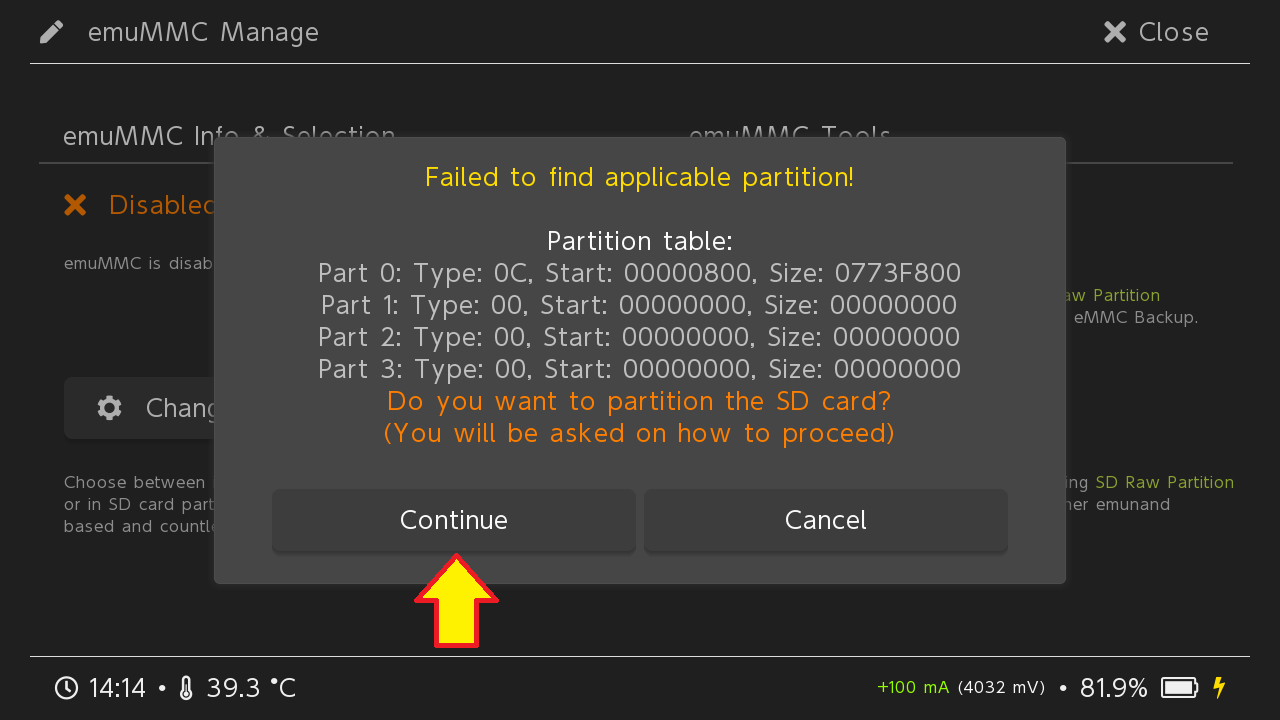 emuMMC Manage
Close
emuMMC Info & Selection
emuMMC Tools
Failed to find applicable partition!
Disabled
Partition table:
emuMMC is disab
Part 0: Type: 0C, Start: 00000800, Size: 0773F800
Part 1: Type: 00, Start: 00000000, Size: 00000000
aw Partition
eMMC Backup.
Part 2: Type: 00, Start: 00000000, Size: 00000000
Part 3: Type: 00, Start: 00000000, Size: 00000000
Chang
Do you want to partition the SD card?
(You will be asked on how to proceed)
Choose between
or in SD card part
based and countl
ing SD Raw Partition
her emunand
Continue
Cancel
14:14 • 39.3 °C
+100 mA (4032 mV) • 81.9%